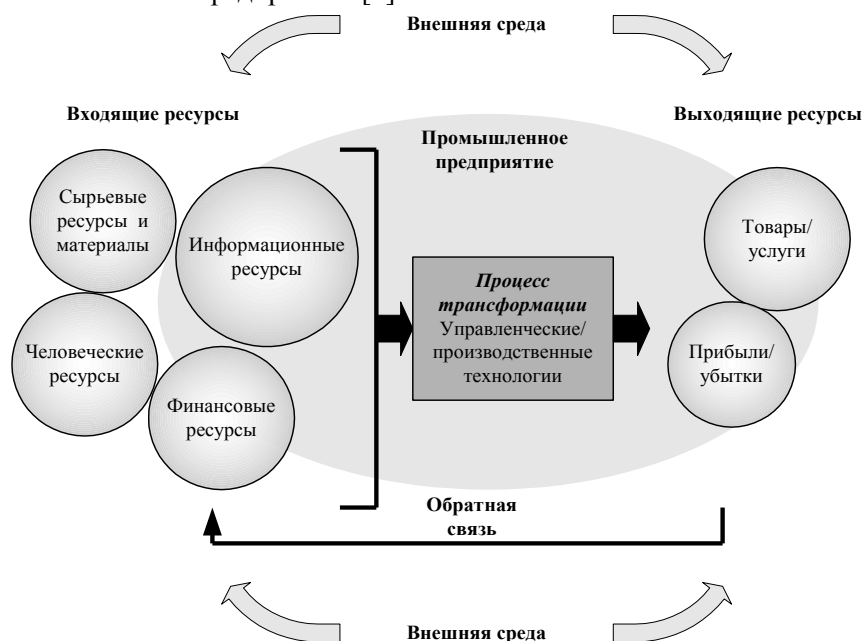 Внешняя среда
Входящие ресурсы
Выходящие ресурсы
Промышленное
предприятие
Сырьевые
ресурсы и
материалы
Информационные
ресурсы
Человеческие
ресурсы
Финансовые
ресурсы
Процесс
трансформации
Управленческие/
производственные
технологии
Товары/
услуги
Прибыли/
убытки
Обратная
связь
Внешняя среда